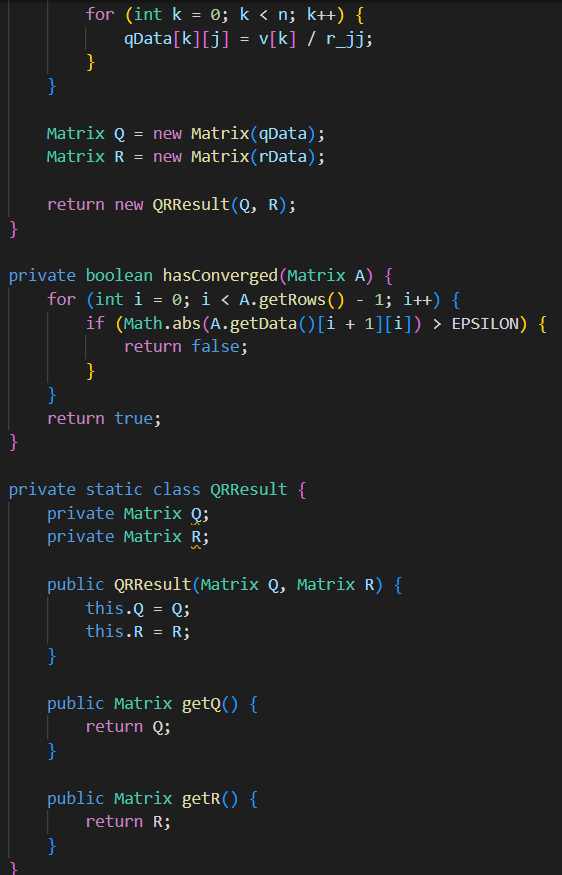 for (int k = 0; k < n; k++) {
qData[k][j] = v[k] / r_jj;
}
}
Matrix Q = new Matrix(qData);
Matrix R = new Matrix(rData);
return new QRResult(Q, R);
}
private boolean hasConverged(Matrix A) {
for (int i = 0; i < A.getRows() - 1; i++) {
if (Math.abs(A.getData()[i + 1][i]) > EPSILON) {
return false;
}
}
return true;
}
private static class QRResult {
private Matrix Q;
private Matrix R;
public QRResult(Matrix Q, Matrix R) {
this.Q = Q;
this.R = R;
}
public Matrix getQ() {
return Q;
}
public Matrix getR() {
return R;
}
}